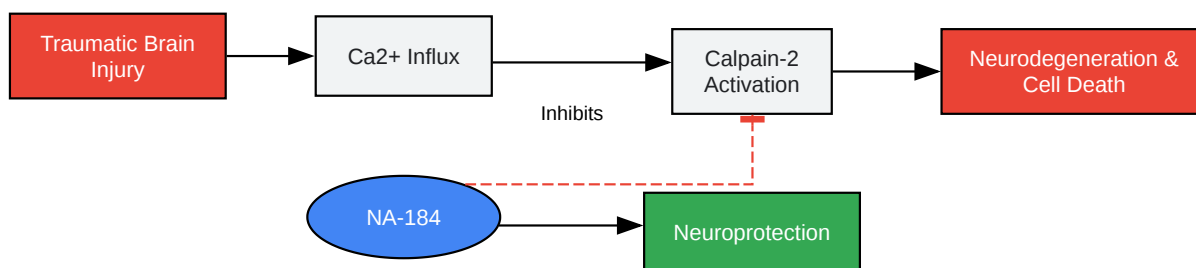 Traumatic Brain
Injury
Ca2+ Influx
Calpain-2
Activation
Neurodegeneration &
Cell Death
Inhibits
NA-184
Neuroprotection